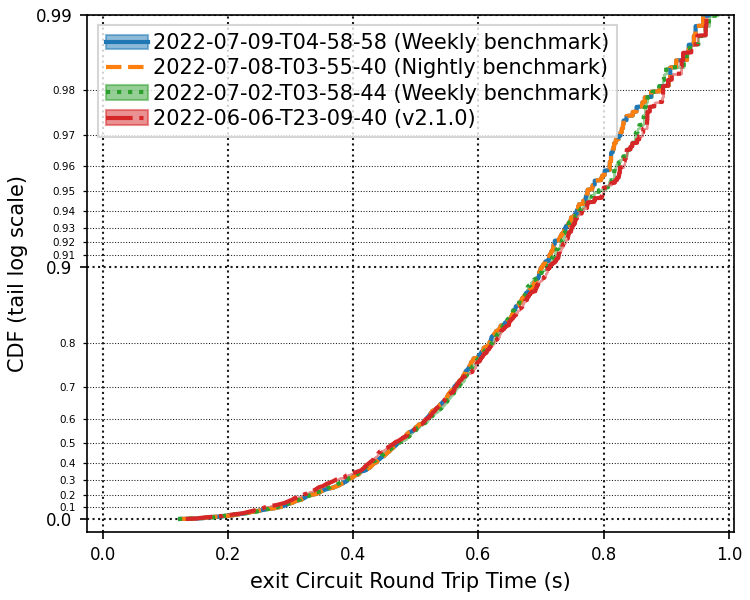 0.99
2022-07-09-T04-58-58 (Weekly benchmark)
2022-07-08-T03-55-40 (Nightly benchmark)
2022-07-02-T03-58-44 (Weekly benchmark)
2022-06-06-T23-09-40 (v2.1.0)
0.98
0.97
0.96
0.95
0.94
0.93
0.92
0.91
0.9
0.8
0.7
0.6
0.5
0.4
0.3
0.2
0.1
0.0
CDF (tail log scale)
0.0 0.2 0.4 0.6 0.8 1.0
exit Circuit Round Trip Time (s)